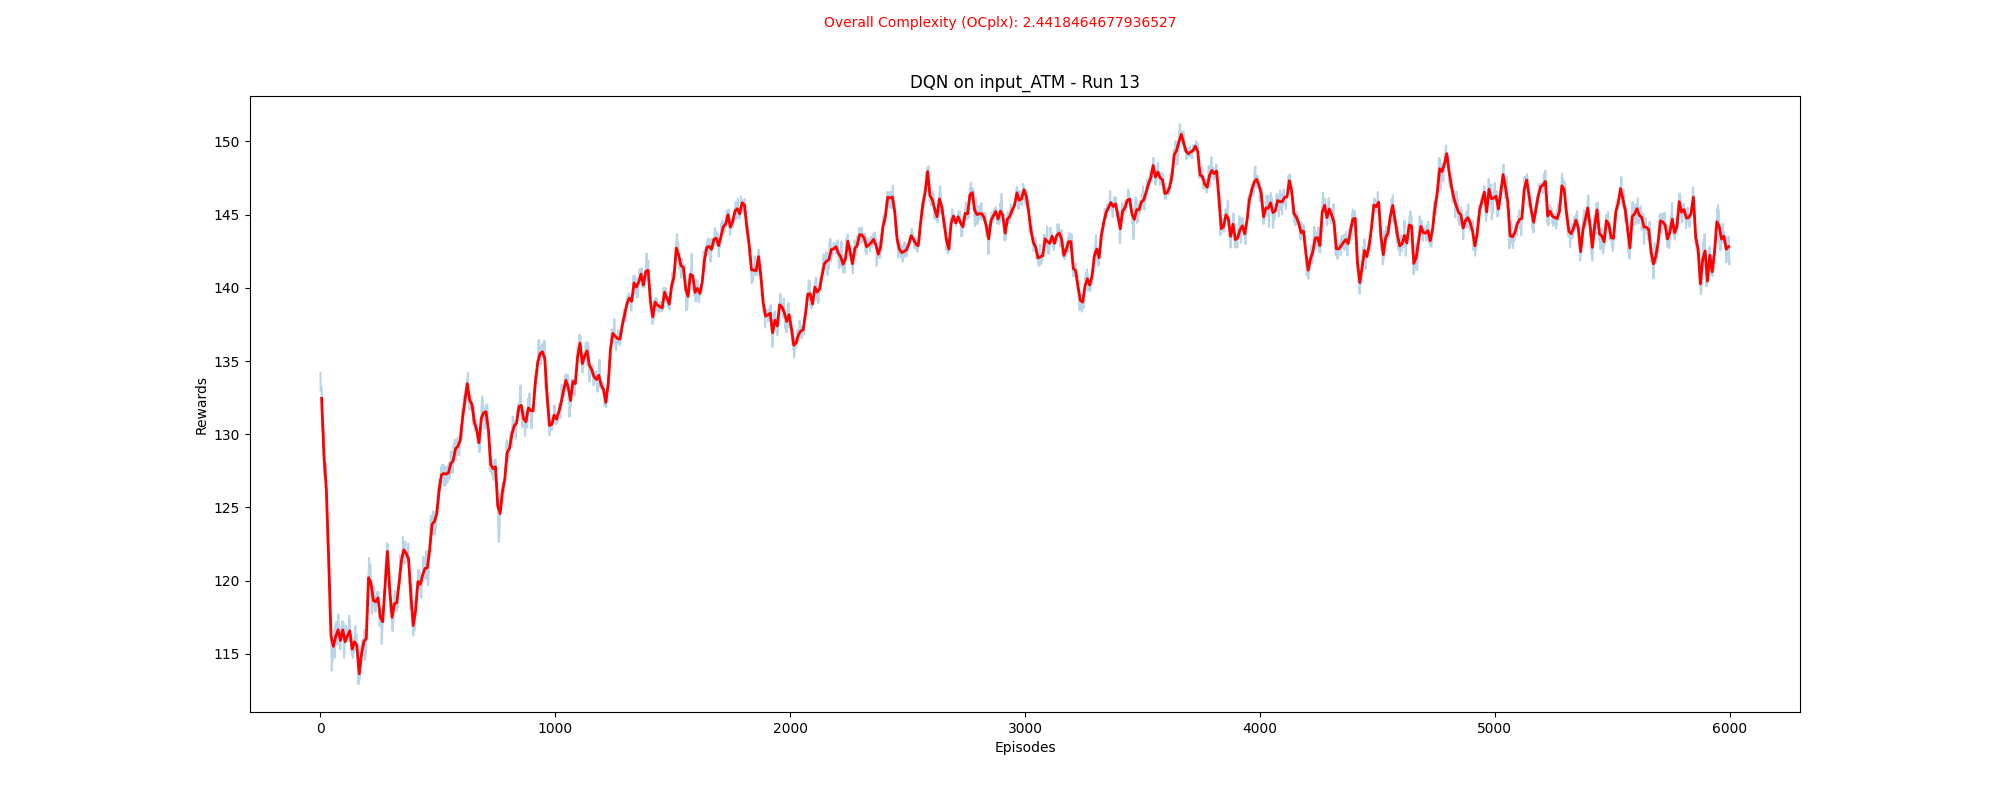 Overall Complexity (OCplx): 2.4418464677936527
DQN on input_ATM - Run 13
150
145
140
135
130
125
120
115
Rewards
0 1000 2000 3000 4000 5000 6000
Episodes